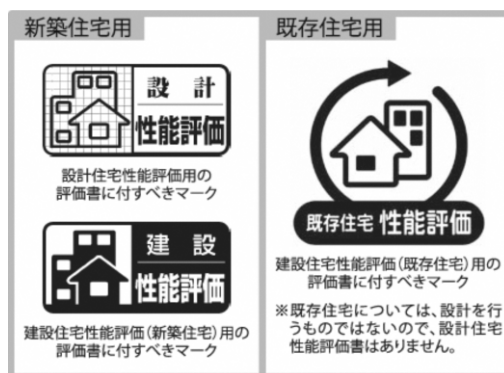 新築住宅用
設計
性能評価
設計住宅性能評価用の
評価書に付すべきマーク
建設
性能評価
建設住宅性能評価（新築住宅）用の
評価書に付すべきマーク
既存住宅用
既存住宅 性能評価
建設住宅性能評価（既存住宅）用の
評価書に付すべきマーク
※既存住宅については、設計を行
うものではないので、設計住宅
性能評価書はありません。